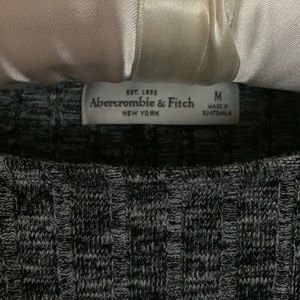 EST. 1892
Abercrombie & Fitch
NEW YORK
M
MADE IN
GUATEMALA